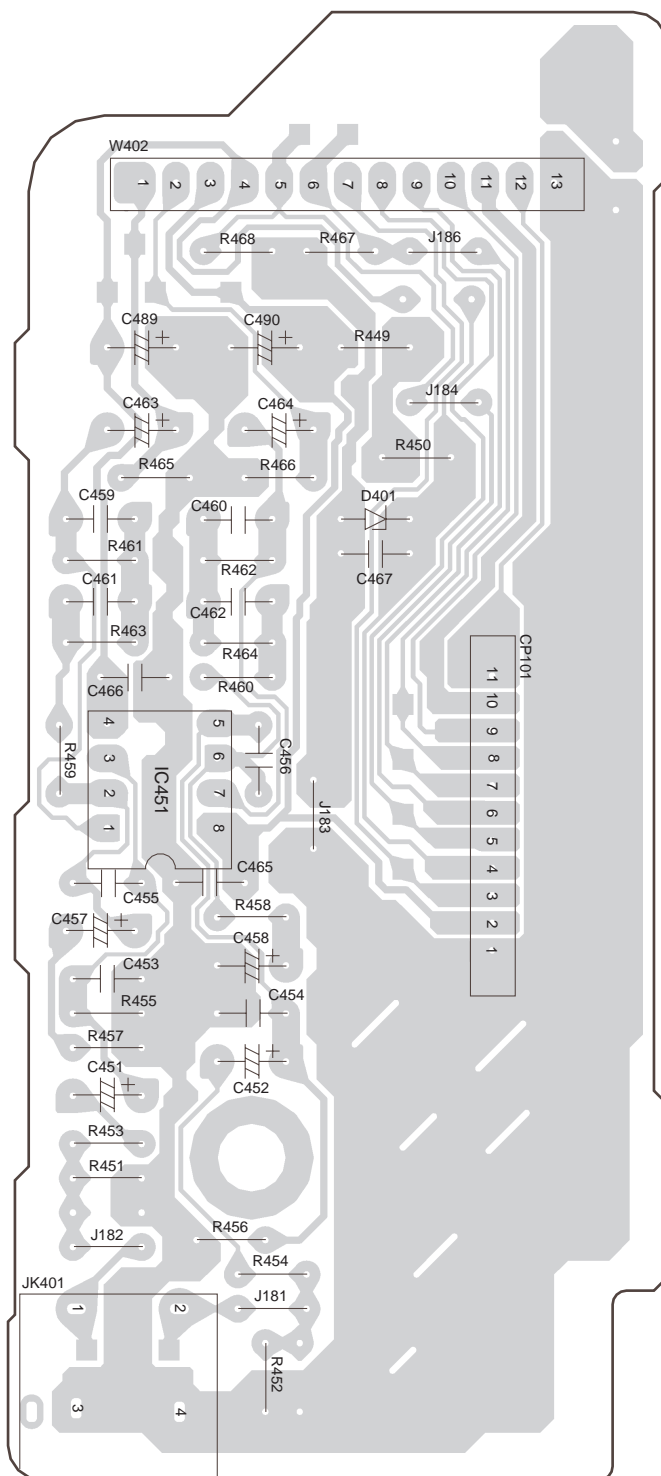 W402
1 2 3 4 5 6 7 8 9 10 11 12 13
R468 R467 J186
C489 + C490 + R449
J184
C463 + C464 +
R450
R465 R466
C459 C460 D401
R461 R462 C467
C461 C462
R463 R464
CP101
11
10
9
8
7
6
5
4
3
2
1
C466 R460
4 5
3 6
2 7
1 8
IC451
R459
C456
J183
C455 C465
C457 + R458
C453 C458 +
R455 C454
R457
C451 + C452 +
R453
R451
J182 R456
R454
JK401
1 2 J181
R452
3 4